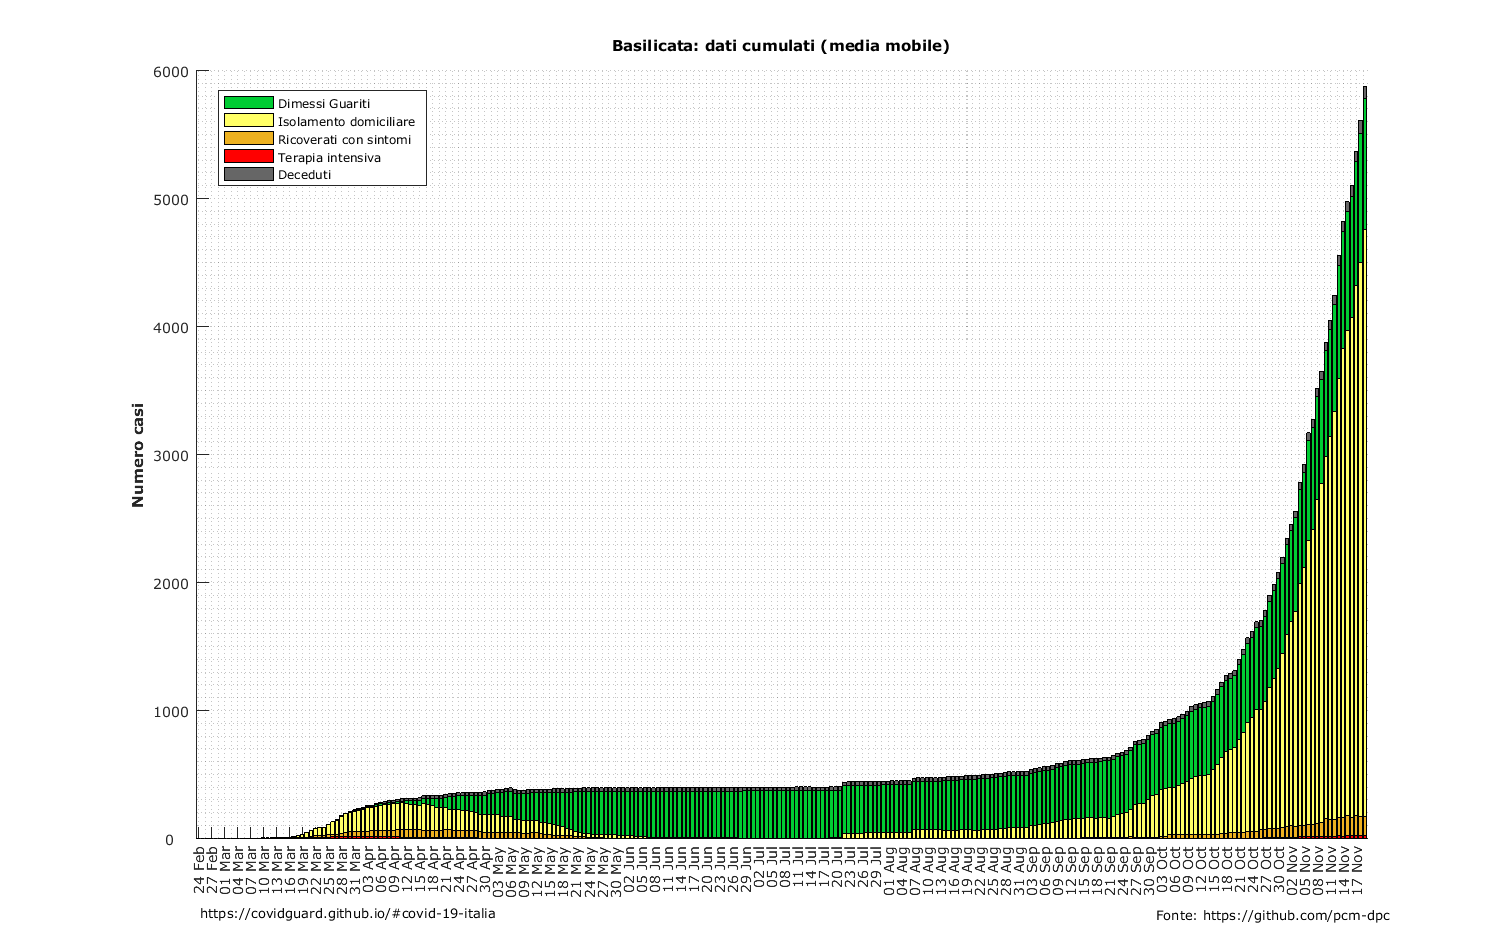 Basilicata: dati cumulati (media mobile)
6000
5000
4000
3000
2000
1000
0
Numero casi
Dimessi Guariti
Isolamento domiciliare
Ricoverati con sintomi
Terapia intensiva
Deceduti
24 Feb
27 Feb
01 Mar
04 Mar
07 Mar
10 Mar
13 Mar
16 Mar
19 Mar
22 Mar
25 Mar
28 Mar
31 Mar
03 Apr
06 Apr
09 Apr
12 Apr
15 Apr
18 Apr
21 Apr
24 Apr
27 Apr
30 Apr
03 May
06 May
09 May
12 May
15 May
18 May
21 May
24 May
27 May
30 May
02 Jun
05 Jun
08 Jun
11 Jun
14 Jun
17 Jun
20 Jun
23 Jun
26 Jun
29 Jun
02 Jul
05 Jul
08 Jul
11 Jul
14 Jul
17 Jul
20 Jul
23 Jul
26 Jul
29 Jul
01 Aug
04 Aug
07 Aug
10 Aug
13 Aug
16 Aug
19 Aug
22 Aug
25 Aug
28 Aug
31 Aug
03 Sep
06 Sep
09 Sep
12 Sep
15 Sep
18 Sep
21 Sep
24 Sep
27 Sep
30 Sep
03 Oct
06 Oct
09 Oct
12 Oct
15 Oct
18 Oct
21 Oct
24 Oct
27 Oct
30 Oct
02 Nov
05 Nov
08 Nov
11 Nov
14 Nov
17 Nov
https://covidguard.github.io/#covid-19-italia
Fonte: https://github.com/pcm-dpc